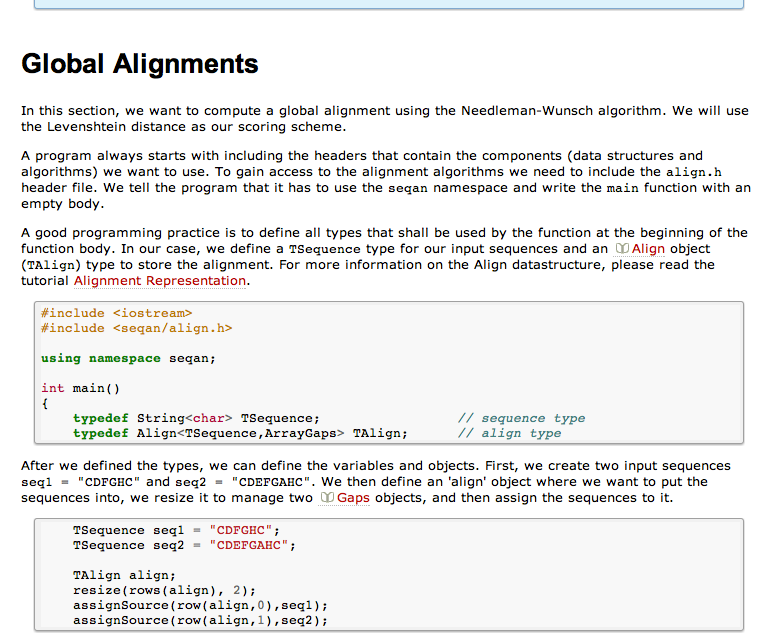 Global Alignments
In this section, we want to compute a global alignment using the Needleman-Wunsch algorithm. We will use
the Levenshtein distance as our scoring scheme.
A program always starts with including the headers that contain the components (data structures and
algorithms) we want to use. To gain access to the alignment algorithms we need to include the align.h
header file. We tell the program that it has to use the seqan namespace and write the main function with an
empty body.
A good programming practice is to define all types that shall be used by the function at the beginning of the
function body. In our case, we define a TSequence type for our input sequences and an Align object
(TAlign) type to store the alignment. For more information on the Align datastructure, please read the
tutorial Alignment Representation.
#include <iostream>
#include <seqan/align.h>
using namespace seqan;
int main()
{
typedef String<char> TSequence; // sequence type
typedef Align<TSequence,ArrayGaps> TAlign; // align type
After we defined the types, we can define the variables and objects. First, we create two input sequences
seq1 = "CDFGHC" and seq2 = "CDEFGAHC". We then define an 'align' object where we want to put the
sequences into, we resize it to manage two Gaps objects, and then assign the sequences to it.
TSequence seq1 = "CDFGHC";
TSequence seq2 = "CDEFGAHC";
TAlign align;
resize(rows(align), 2);
assignSource(row(align,0),seq1);
assignSource(row(align,1),seq2);